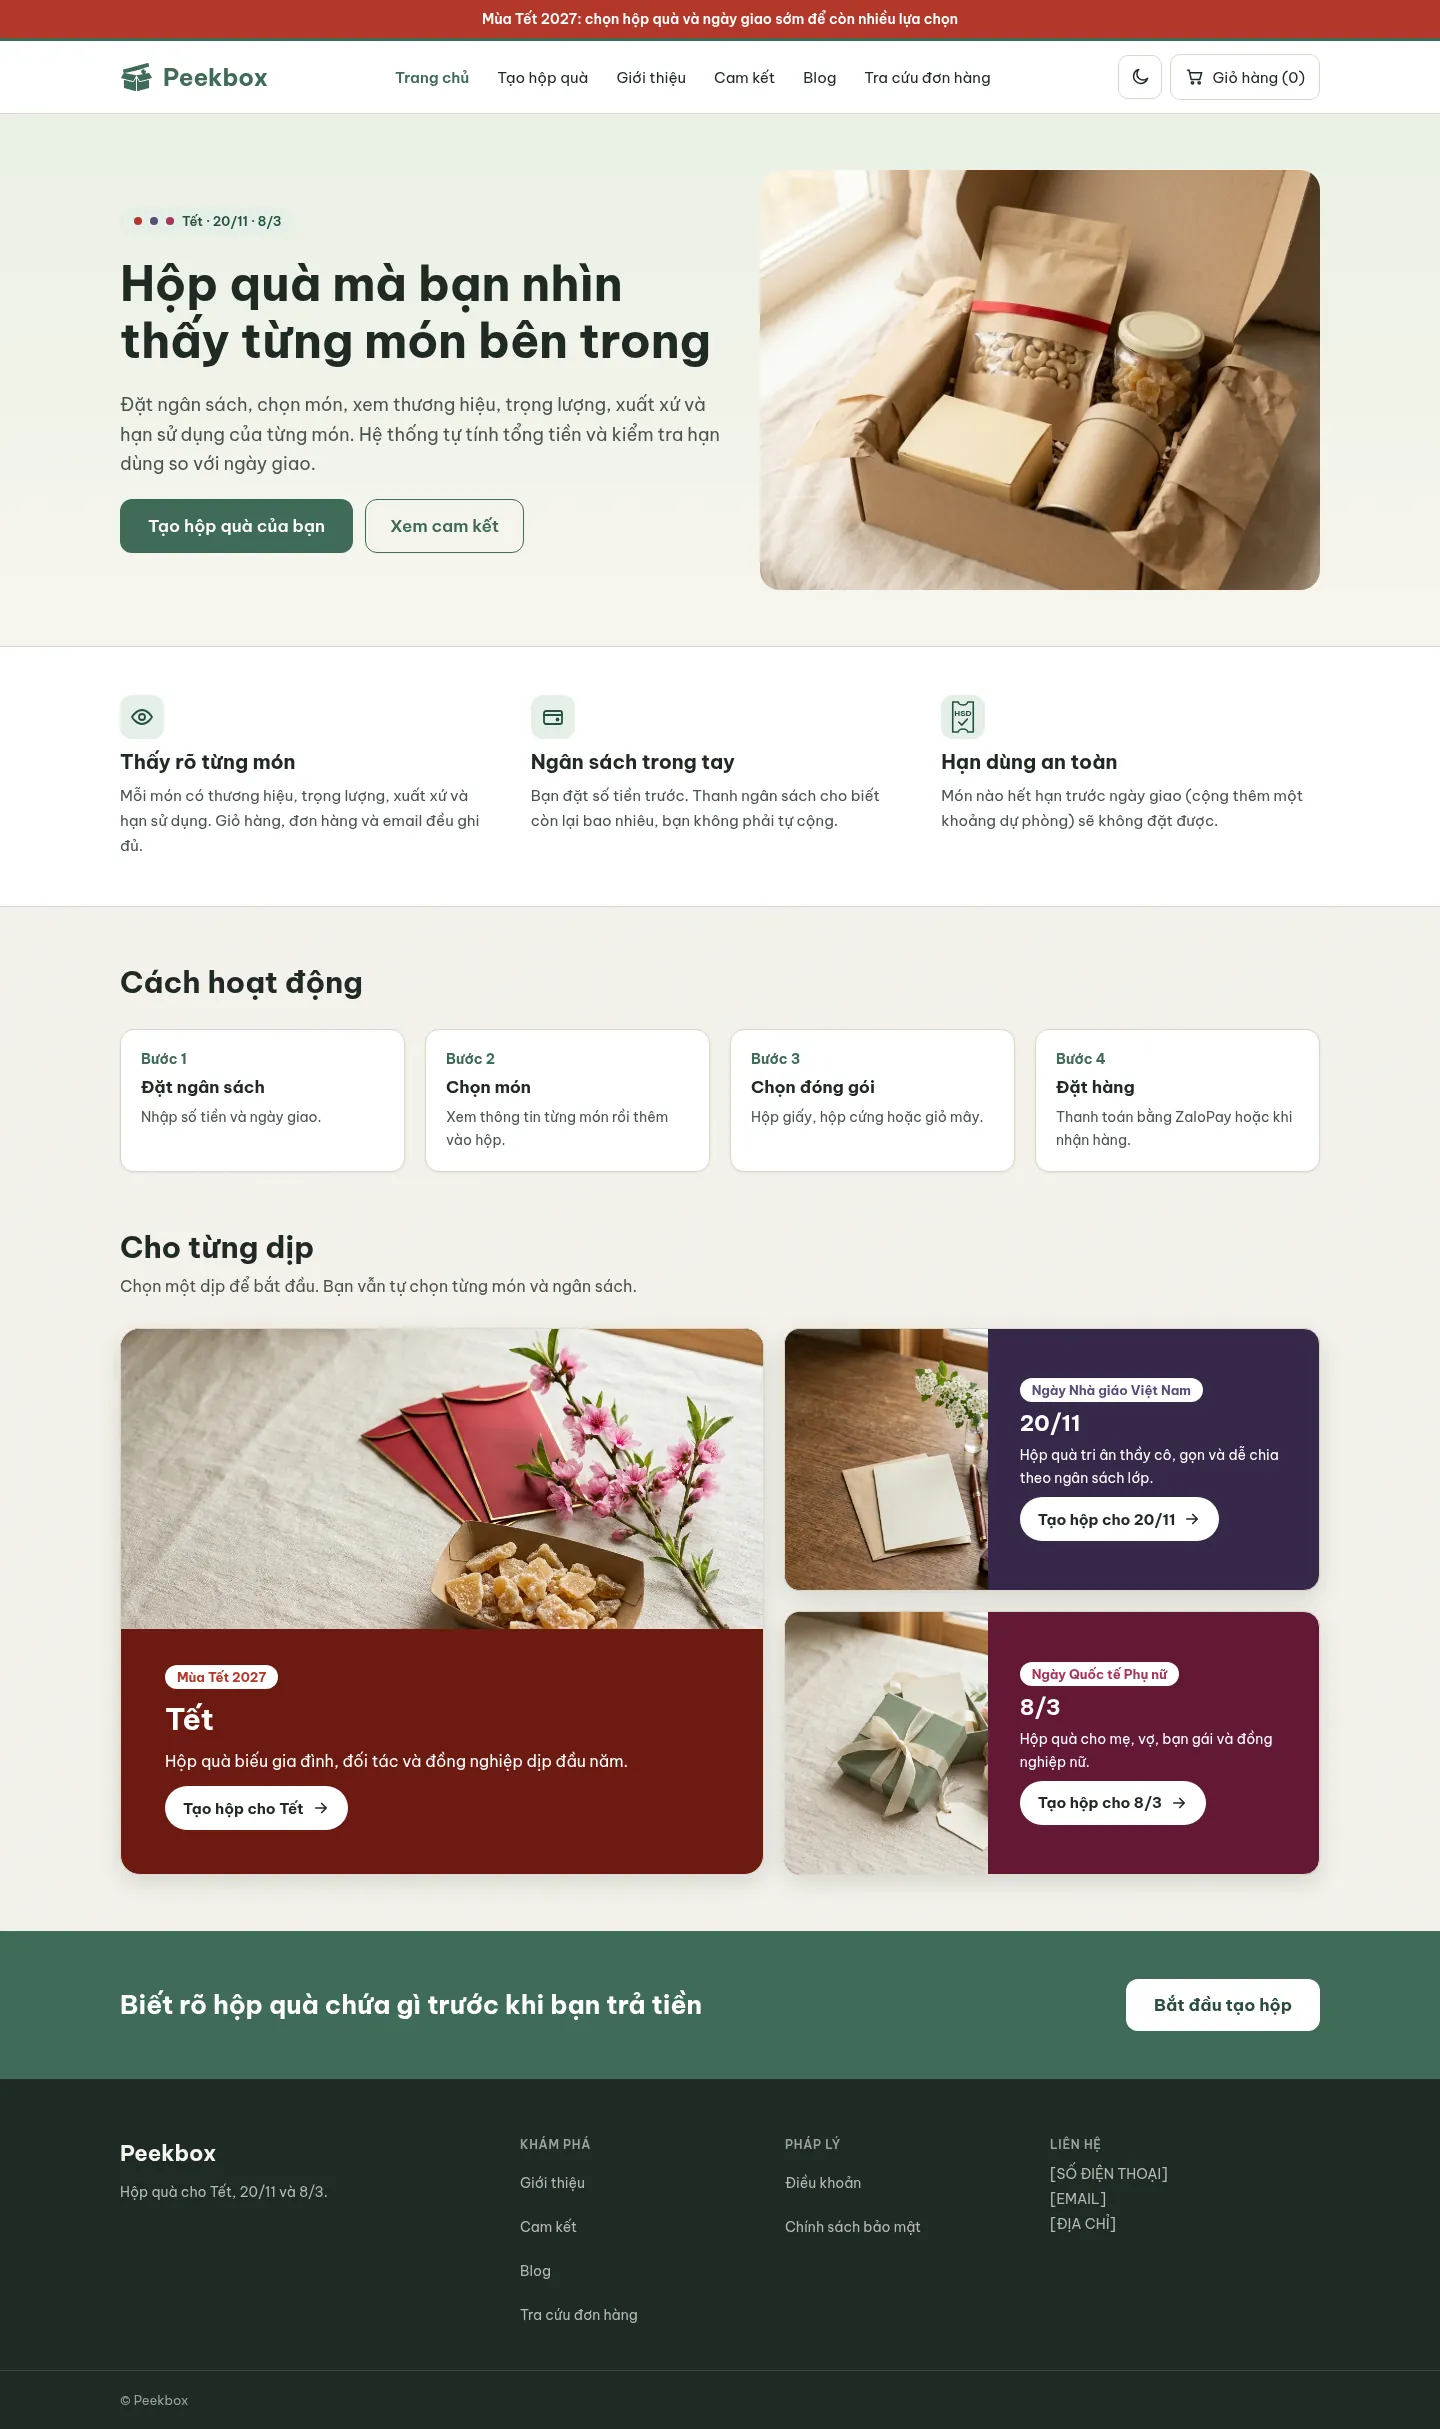 Mùa Tết 2027: chọn hộp quà và ngày giao sớm để còn nhiều lựa chọn
Peekbox
Trang chủ
Tạo hộp quà
Giới thiệu
Cam kết
Blog
Tra cứu đơn hàng
Giỏ hàng (0)
Tết · 20/11 · 8/3
Hộp quà mà bạn nhìn
thấy từng món bên trong
Đặt ngân sách, chọn món, xem thương hiệu, trọng lượng, xuất xứ và
hạn sử dụng của từng món. Hệ thống tự tính tổng tiền và kiểm tra hạn
dùng so với ngày giao.
Tạo hộp quà của bạn
Xem cam kết
Thấy rõ từng món
Mỗi món có thương hiệu, trọng lượng, xuất xứ và
hạn sử dụng. Giỏ hàng, đơn hàng và email đều ghi
đủ.
Ngân sách trong tay
Bạn đặt số tiền trước. Thanh ngân sách cho biết
còn lại bao nhiêu, bạn không phải tự cộng.
HSD
Hạn dùng an toàn
Món nào hết hạn trước ngày giao (cộng thêm một
khoảng dự phòng) sẽ không đặt được.
Cách hoạt động
Bước 1
Đặt ngân sách
Nhập số tiền và ngày giao.
Bước 2
Chọn món
Xem thông tin từng món rồi thêm
vào hộp.
Bước 3
Chọn đóng gói
Hộp giấy, hộp cứng hoặc giỏ mây.
Bước 4
Đặt hàng
Thanh toán bằng ZaloPay hoặc khi
nhận hàng.
Cho từng dịp
Chọn một dịp để bắt đầu. Bạn vẫn tự chọn từng món và ngân sách.
Mùa Tết 2027
Tết
Hộp quà biếu gia đình, đối tác và đồng nghiệp dịp đầu năm.
Tạo hộp cho Tết
Ngày Nhà giáo Việt Nam
20/11
Hộp quà tri ân thầy cô, gọn và dễ chia
theo ngân sách lớp.
Tạo hộp cho 20/11
Ngày Quốc tế Phụ nữ
8/3
Hộp quà cho mẹ, vợ, bạn gái và đồng
nghiệp nữ.
Tạo hộp cho 8/3
Biết rõ hộp quà chứa gì trước khi bạn trả tiền
Bắt đầu tạo hộp
Peekbox
Hộp quà cho Tết, 20/11 và 8/3.
KHÁM PHÁ
Giới thiệu
Cam kết
Blog
Tra cứu đơn hàng
PHÁP LÝ
Điều khoản
Chính sách bảo mật
LIÊN HỆ
[SỐ ĐIỆN THOẠI]
[EMAIL]
[ĐỊA CHỈ]
© Peekbox